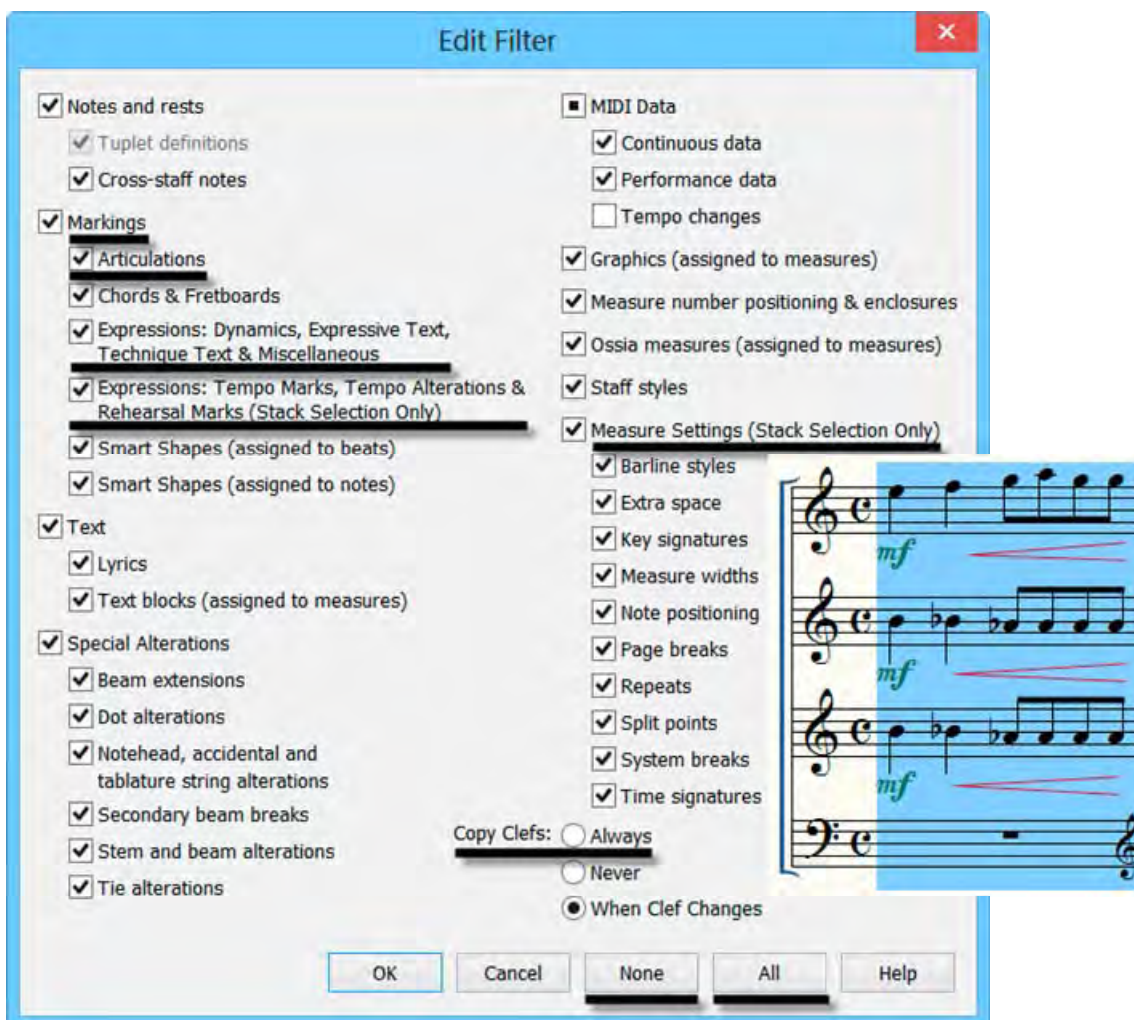 Edit Filter
Notes and rests
Tuplet definitions
Cross-staff notes
Markings
Articulations
Chords & Fretboards
Expressions: Dynamics, Expressive Text,
Technique Text & Miscellaneous
Expressions: Tempo Marks, Tempo Alterations &
Rehearsal Marks (Stack Selection Only)
Smart Shapes (assigned to beats)
Smart Shapes (assigned to notes)
Text
Lyrics
Text blocks (assigned to measures)
Special Alterations
Beam extensions
Dot alterations
Notehead, accidental and
tablature string alterations
Secondary beam breaks
Stem and beam alterations
Tie alterations
MIDI Data
Continuous data
Performance data
Tempo changes
Graphics (assigned to measures)
Measure number positioning & enclosures
Ossia measures (assigned to measures)
Staff styles
Measure Settings (Stack Selection Only)
Barline styles
Extra space
Key signatures
Measure widths
Note positioning
Page breaks
Repeats
Split points
System breaks
Time signatures
Copy Clefs: Always
Never
When Clef Changes
mf
mf
mf
OK Cancel None All Help